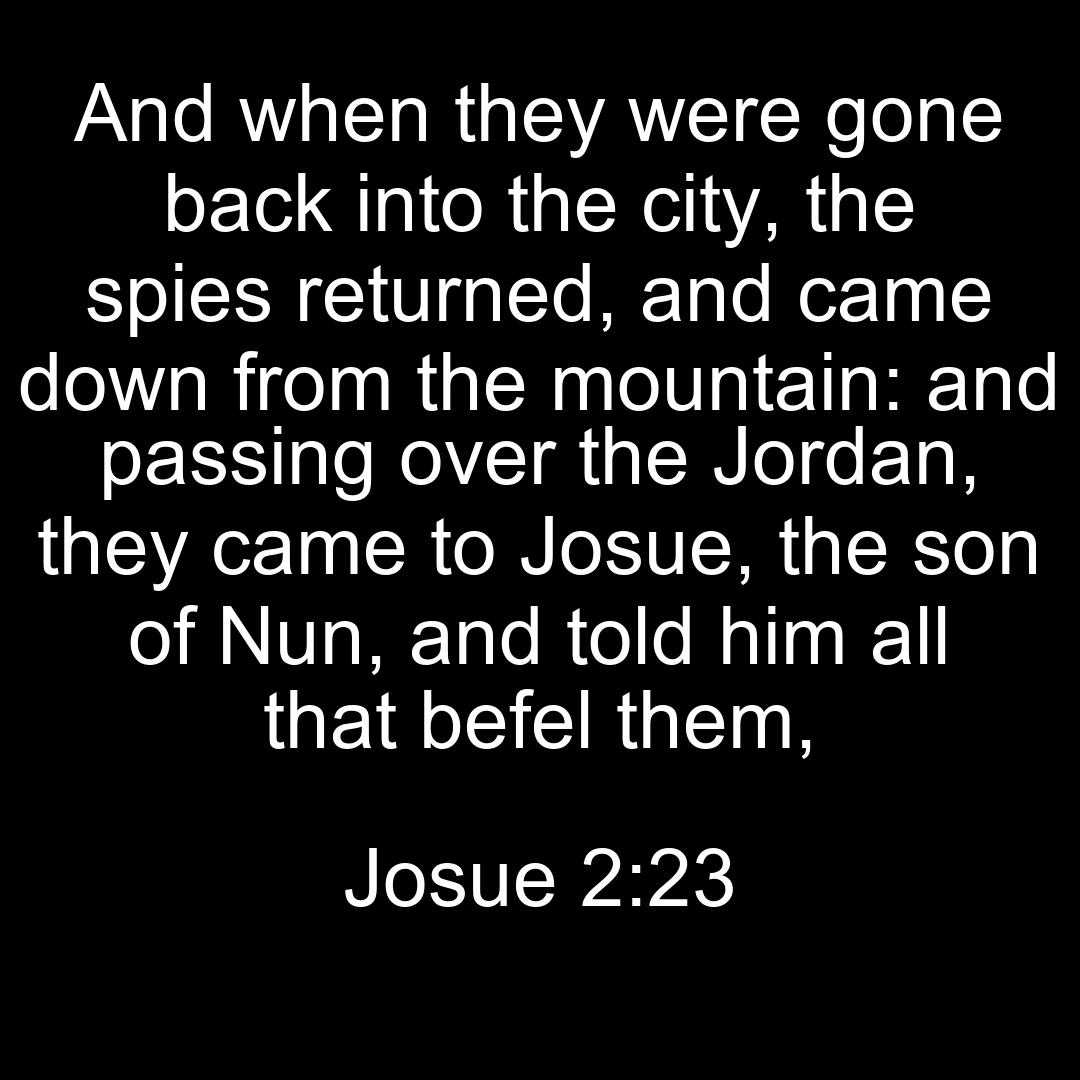 And when they were gone
back into the city, the
spies returned, and came
down from the mountain: and
passing over the Jordan,
they came to Josue, the son
of Nun, and told him all
that befel them,
Josue 2:23